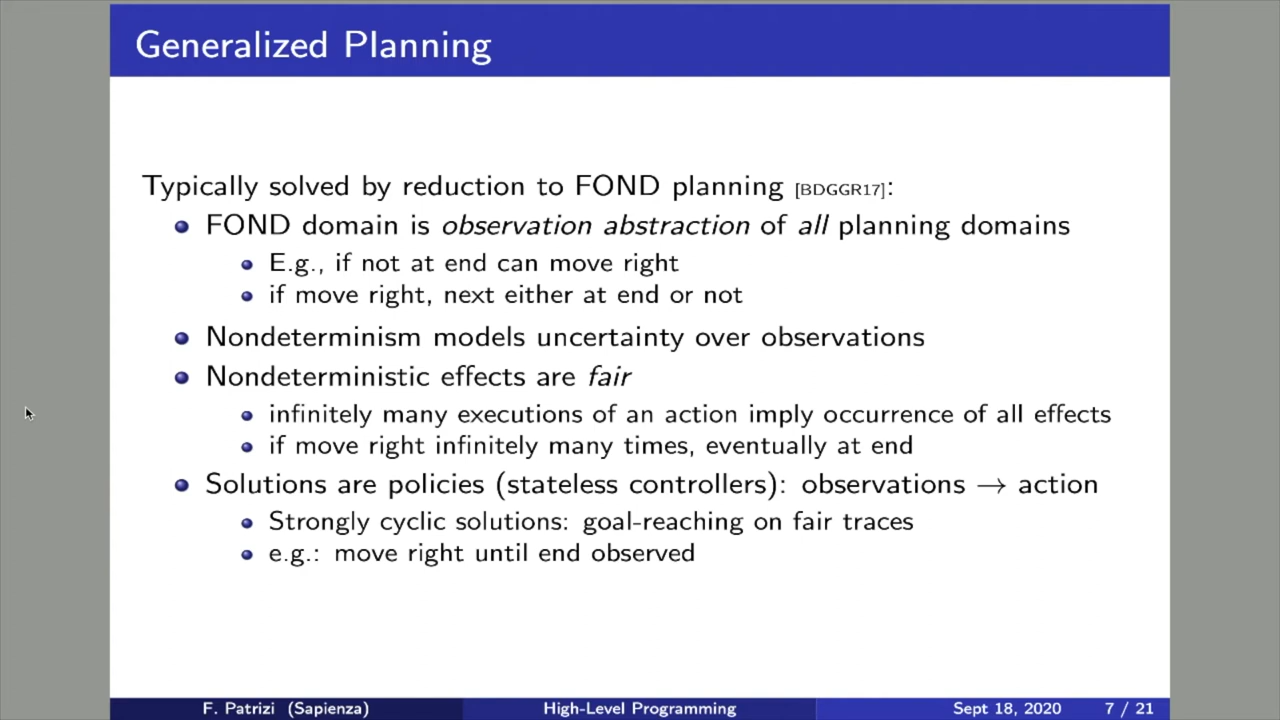 Generalized Planning
Typically solved by reduction to FOND planning [BDGGR17]:
FOND domain is observation abstraction of all planning domains
E.g., if not at end can move right
if move right, next either at end or not
Nondeterminism models uncertainty over observations
Nondeterministic effects are fair
infinitely many executions of an action imply occurrence of all effects
if move right infinitely many times, eventually at end
Solutions are policies (stateless controllers): observations → action
Strongly cyclic solutions: goal-reaching on fair traces
e.g.: move right until end observed
F. Patrizi (Sapienza) High-Level Programming Sept 18, 2020 7 / 21